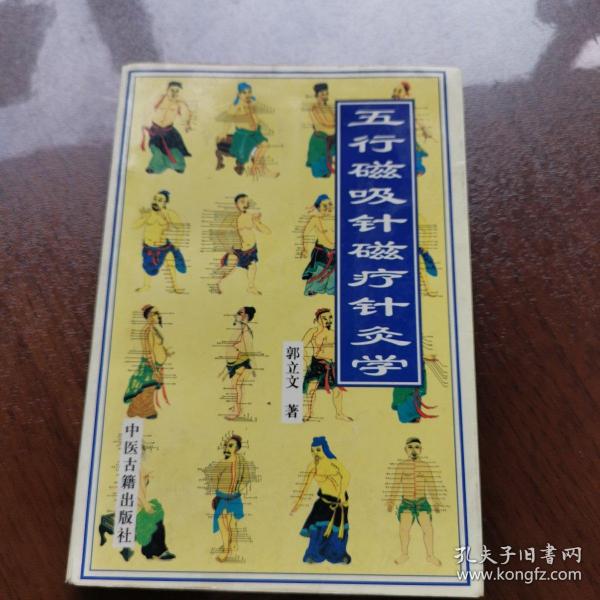 五行磁吸针磁疗针灸学
郭立文 著
中医古籍出版社
孔夫子旧书网
www.kongfz.com